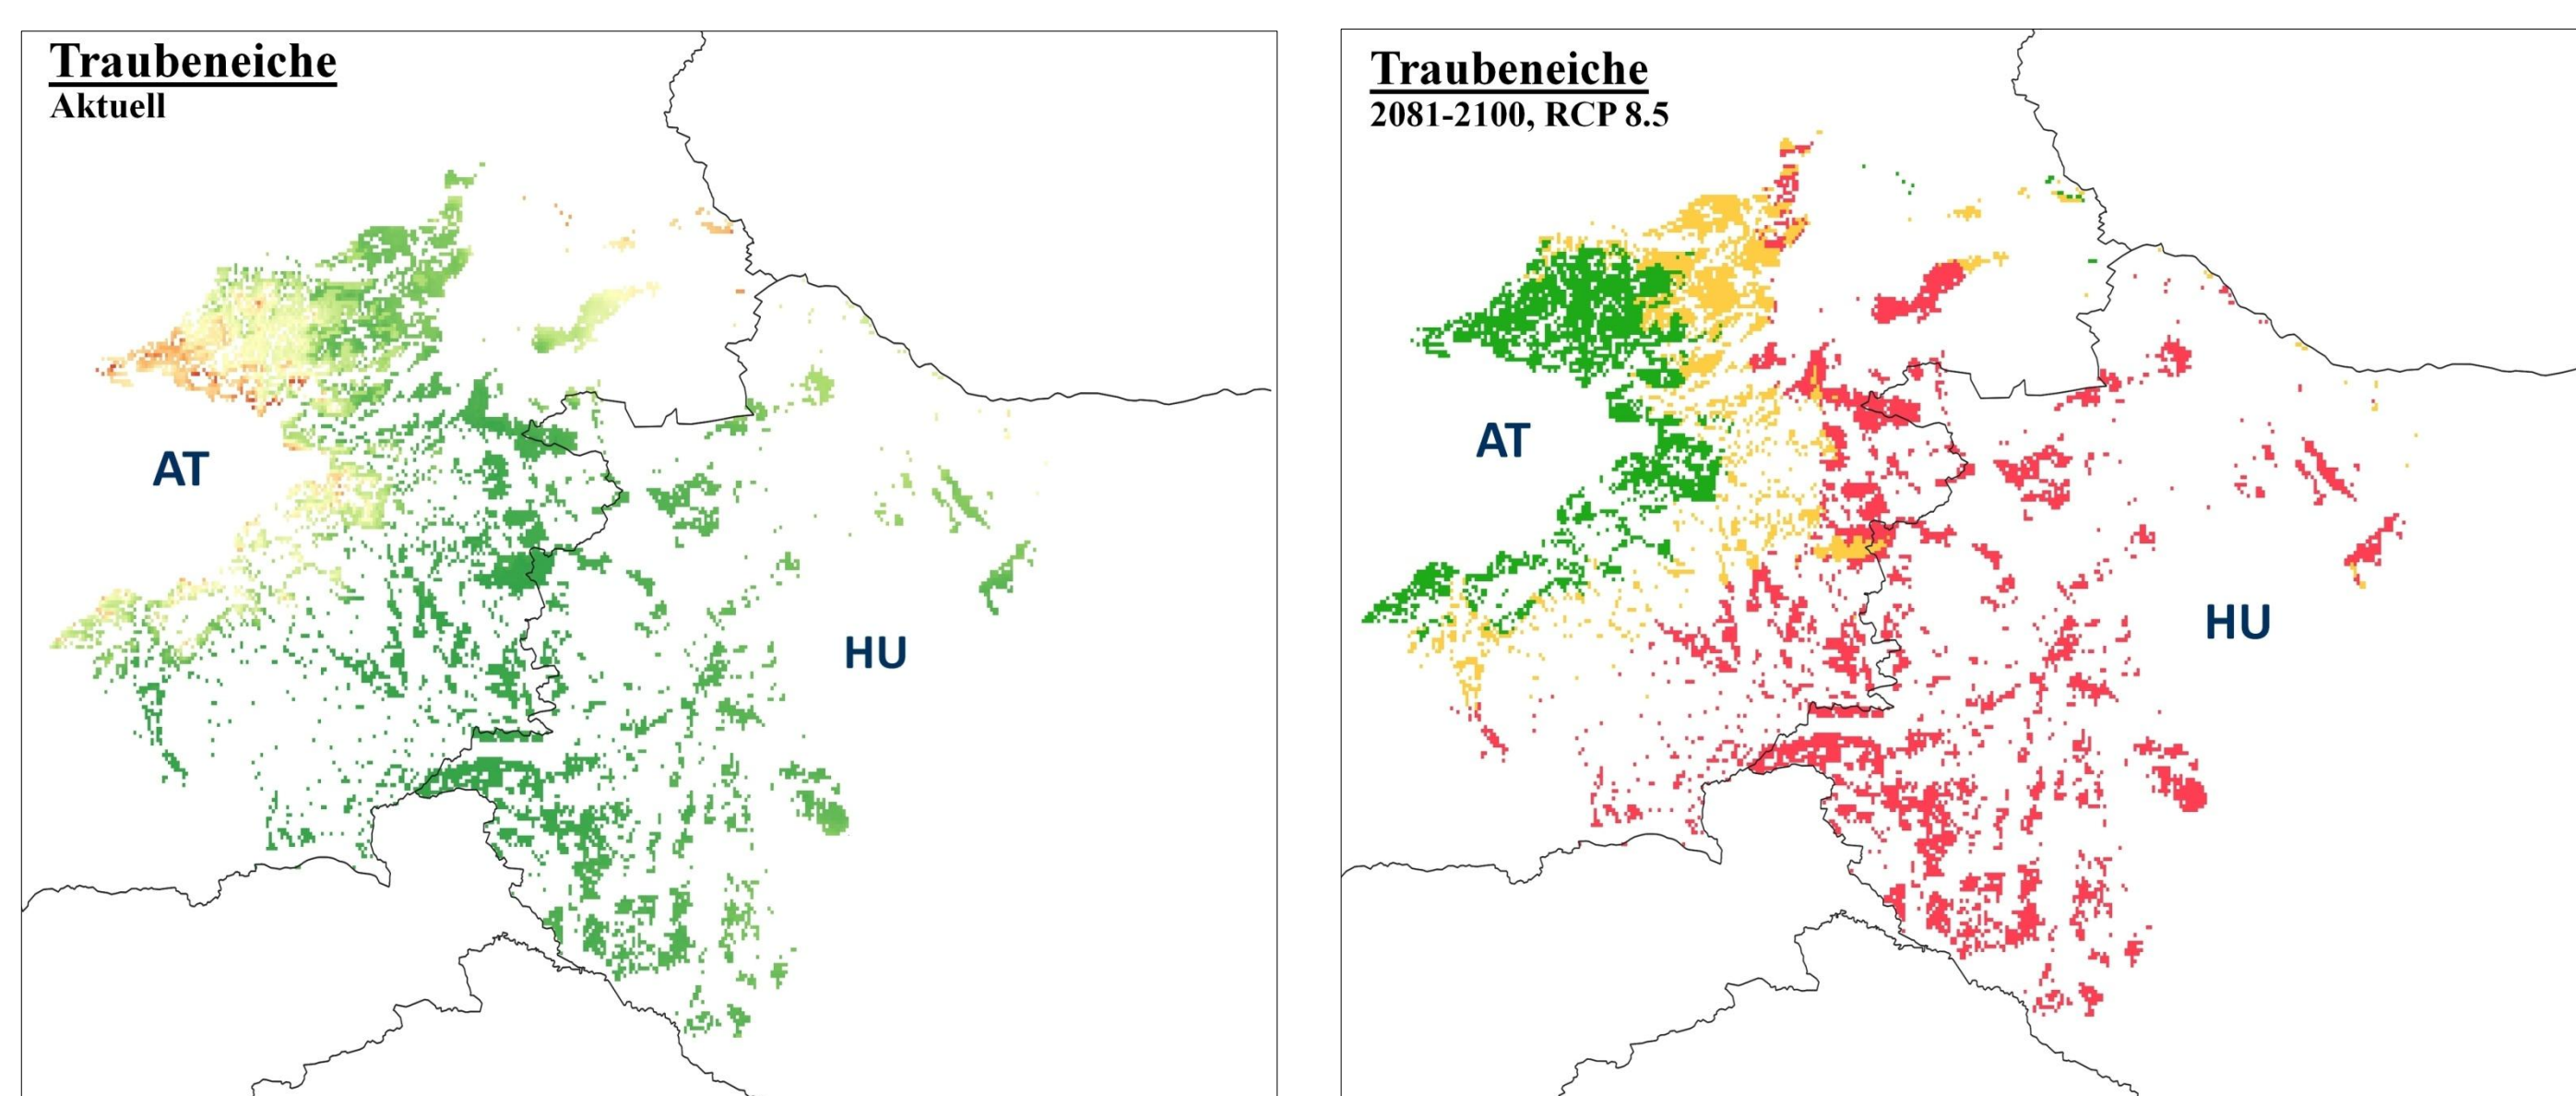 Traubeneiche
Aktuell
AT
HU
Traubeneiche
2081-2100, RCP 8.5
AT
HU